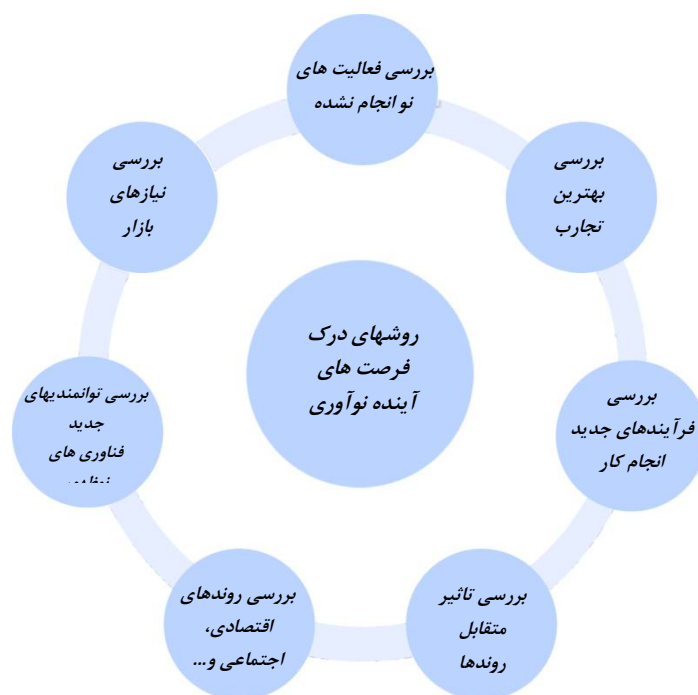 بررسی فعالیت های
نو انجام نشده
بررسی
بهترین
تجارب
بررسی
فرآیندهای جدید
انجام کار
بررسی تاثیر
متقابل
روندها
بررسی روندهای
اقتصادی،
اجتماعی و...
بررسی توانمندیهای
جدید
فناوری های
بررسی
نیازهای
بازار
روشهای درک
فرصت های
آینده نوآوری